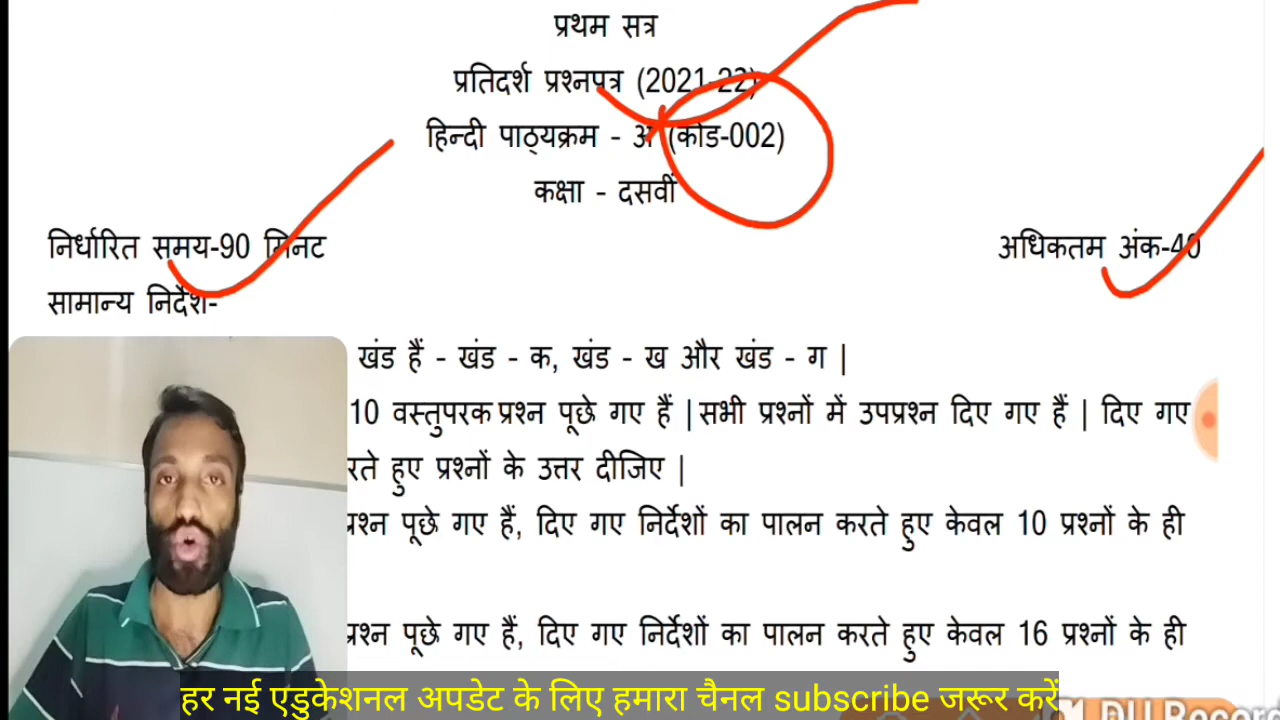 प्रथम सत्र
प्रतिदर्श प्रश्नपत्र (2021-22)
हिन्दी पाठ्यक्रम - अ (कोड-002)
कक्षा - दसवीं
निर्धारित समय-90 मिनट अधिकतम अंक-40
सामान्य निर्देश-
खंड हैं - खंड - क, खंड - ख और खंड - ग |
10 वस्तुपरक प्रश्न पूछे गए हैं | सभी प्रश्नों में उपप्रश्न दिए गए हैं | दिए गए
रते हुए प्रश्नों के उत्तर दीजिए |
प्रश्न पूछे गए हैं, दिए गए निर्देशों का पालन करते हुए केवल 10 प्रश्नों के ही
प्रश्न पूछे गए हैं, दिए गए निर्देशों का पालन करते हुए केवल 16 प्रश्नों के ही
हर नई एडुकेशनल अपडेट के लिए हमारा चैनल subscribe जरूर करें